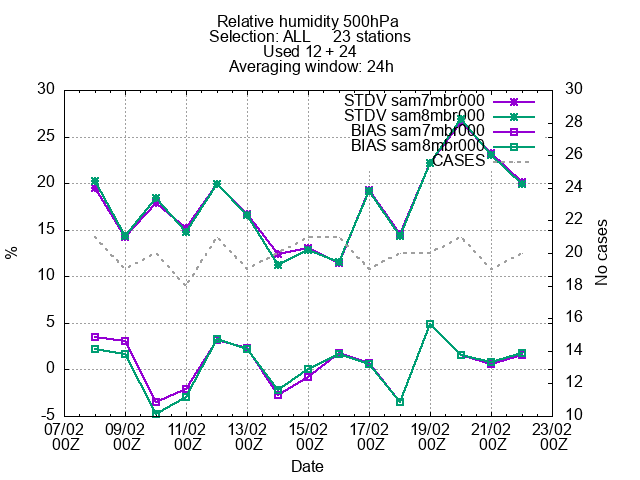 Relative humidity 500hPa
Selection: ALL 23 stations
Used 12 + 24
Averaging window: 24h
STDV sam7mbr000
STDV sam8mbr000
BIAS sam7mbr000
BIAS sam8mbr000
CASES
30
25
20
15
10
5
0
-5
%
30
28
26
24
22
20
18
16
14
12
10
No cases
07/02 09/02 11/02 13/02 15/02 17/02 19/02 21/02 23/02
00Z 00Z 00Z 00Z 00Z 00Z 00Z 00Z 00Z
Date